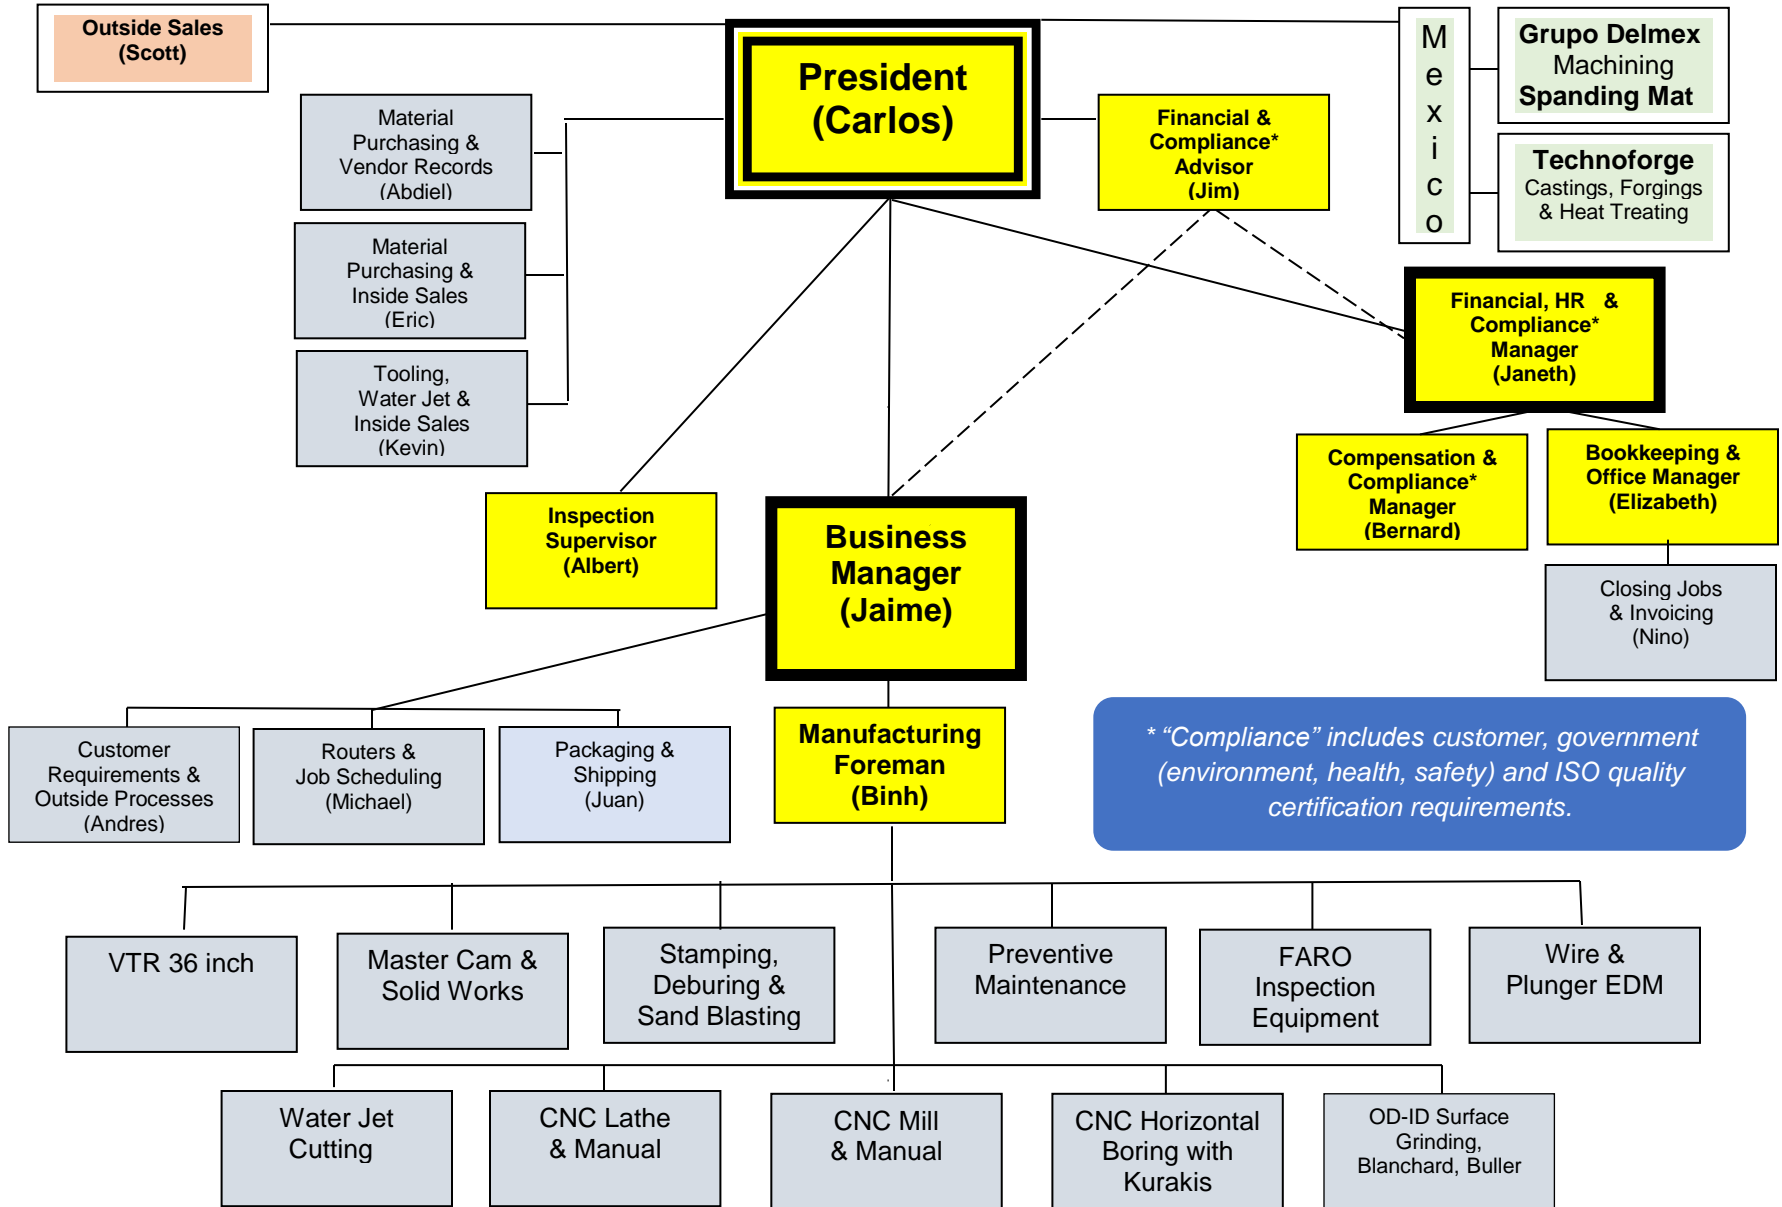 Outside Sales
(Scott)
President
(Carlos)
M
e
x
i
c
o
Grupo Delmex
Machining
Spanding Mat
Technoforge
Castings, Forgings
& Heat Treating
Material
Purchasing &
Vendor Records
(Abdiel)
Financial &
Compliance*
Advisor
(Jim)
Material
Purchasing &
Inside Sales
(Eric)
Financial, HR &
Compliance*
Manager
(Janeth)
Tooling,
Water Jet &
Inside Sales
(Kevin)
Compensation &
Compliance*
Manager
(Bernard)
Bookkeeping &
Office Manager
(Elizabeth)
Inspection
Supervisor
(Albert)
Business
Manager
(Jaime)
Closing Jobs
& Invoicing
(Nino)
Customer
Requirements &
Outside Processes
(Andres)
Routers &
Job Scheduling
(Michael)
Packaging &
Shipping
(Juan)
Manufacturing
Foreman
(Binh)
* “Compliance” includes customer, government
(environment, health, safety) and ISO quality
certification requirements.
VTR 36 inch
Master Cam &
Solid Works
Stamping,
Deburing &
Sand Blasting
Preventive
Maintenance
FARO
Inspection
Equipment
Wire &
Plunger EDM
Water Jet
Cutting
CNC Lathe
& Manual
CNC Mill
& Manual
CNC Horizontal
Boring with
Kurakis
OD-ID Surface
Grinding,
Blanchard, Buller